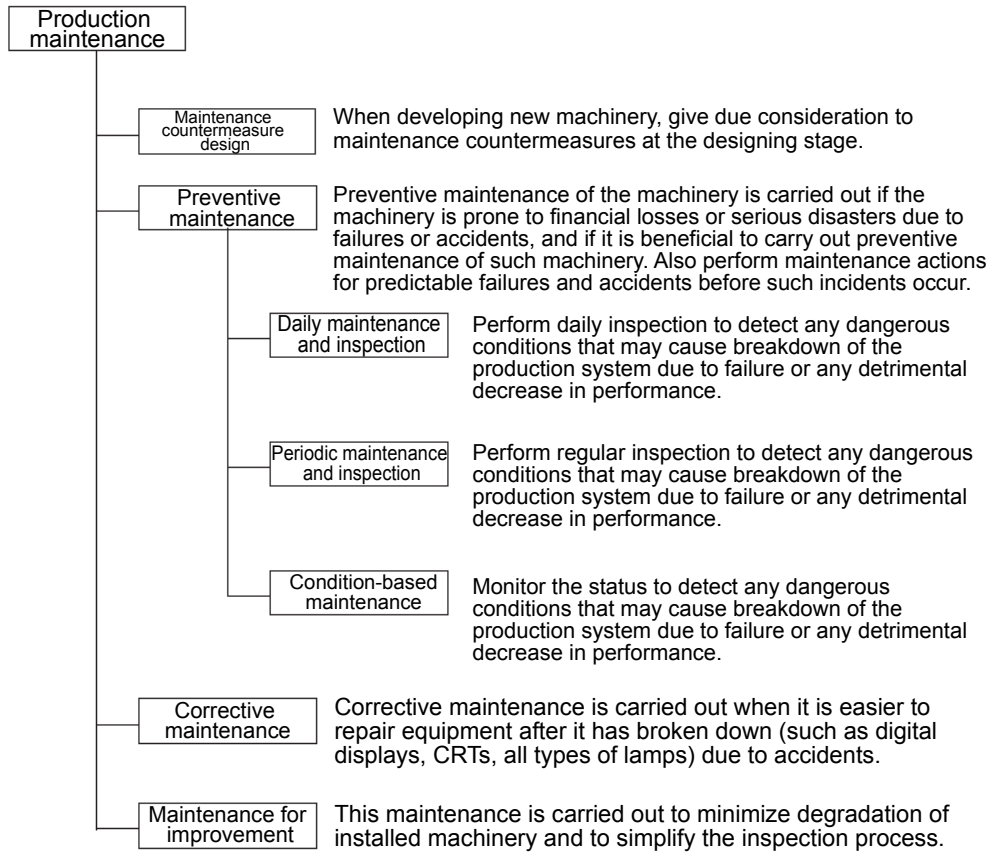 Production
maintenance
Maintenance
countermeasure
design
When developing new machinery, give due consideration to
maintenance countermeasures at the designing stage.
Preventive
maintenance
Preventive maintenance of the machinery is carried out if the
machinery is prone to financial losses or serious disasters due to
failures or accidents, and if it is beneficial to carry out preventive
maintenance of such machinery. Also perform maintenance actions
for predictable failures and accidents before such incidents occur.
Daily maintenance
and inspection
Perform daily inspection to detect any dangerous
conditions that may cause breakdown of the
production system due to failure or any detrimental
decrease in performance.
Periodic maintenance
and inspection
Perform regular inspection to detect any dangerous
conditions that may cause breakdown of the
production system due to failure or any detrimental
decrease in performance.
Condition-based
maintenance
Monitor the status to detect any dangerous
conditions that may cause breakdown of the
production system due to failure or any detrimental
decrease in performance.
Corrective
maintenance
Corrective maintenance is carried out when it is easier to
repair equipment after it has broken down (such as digital
displays, CRTs, all types of lamps) due to accidents.
Maintenance for
improvement
This maintenance is carried out to minimize degradation of
installed machinery and to simplify the inspection process.